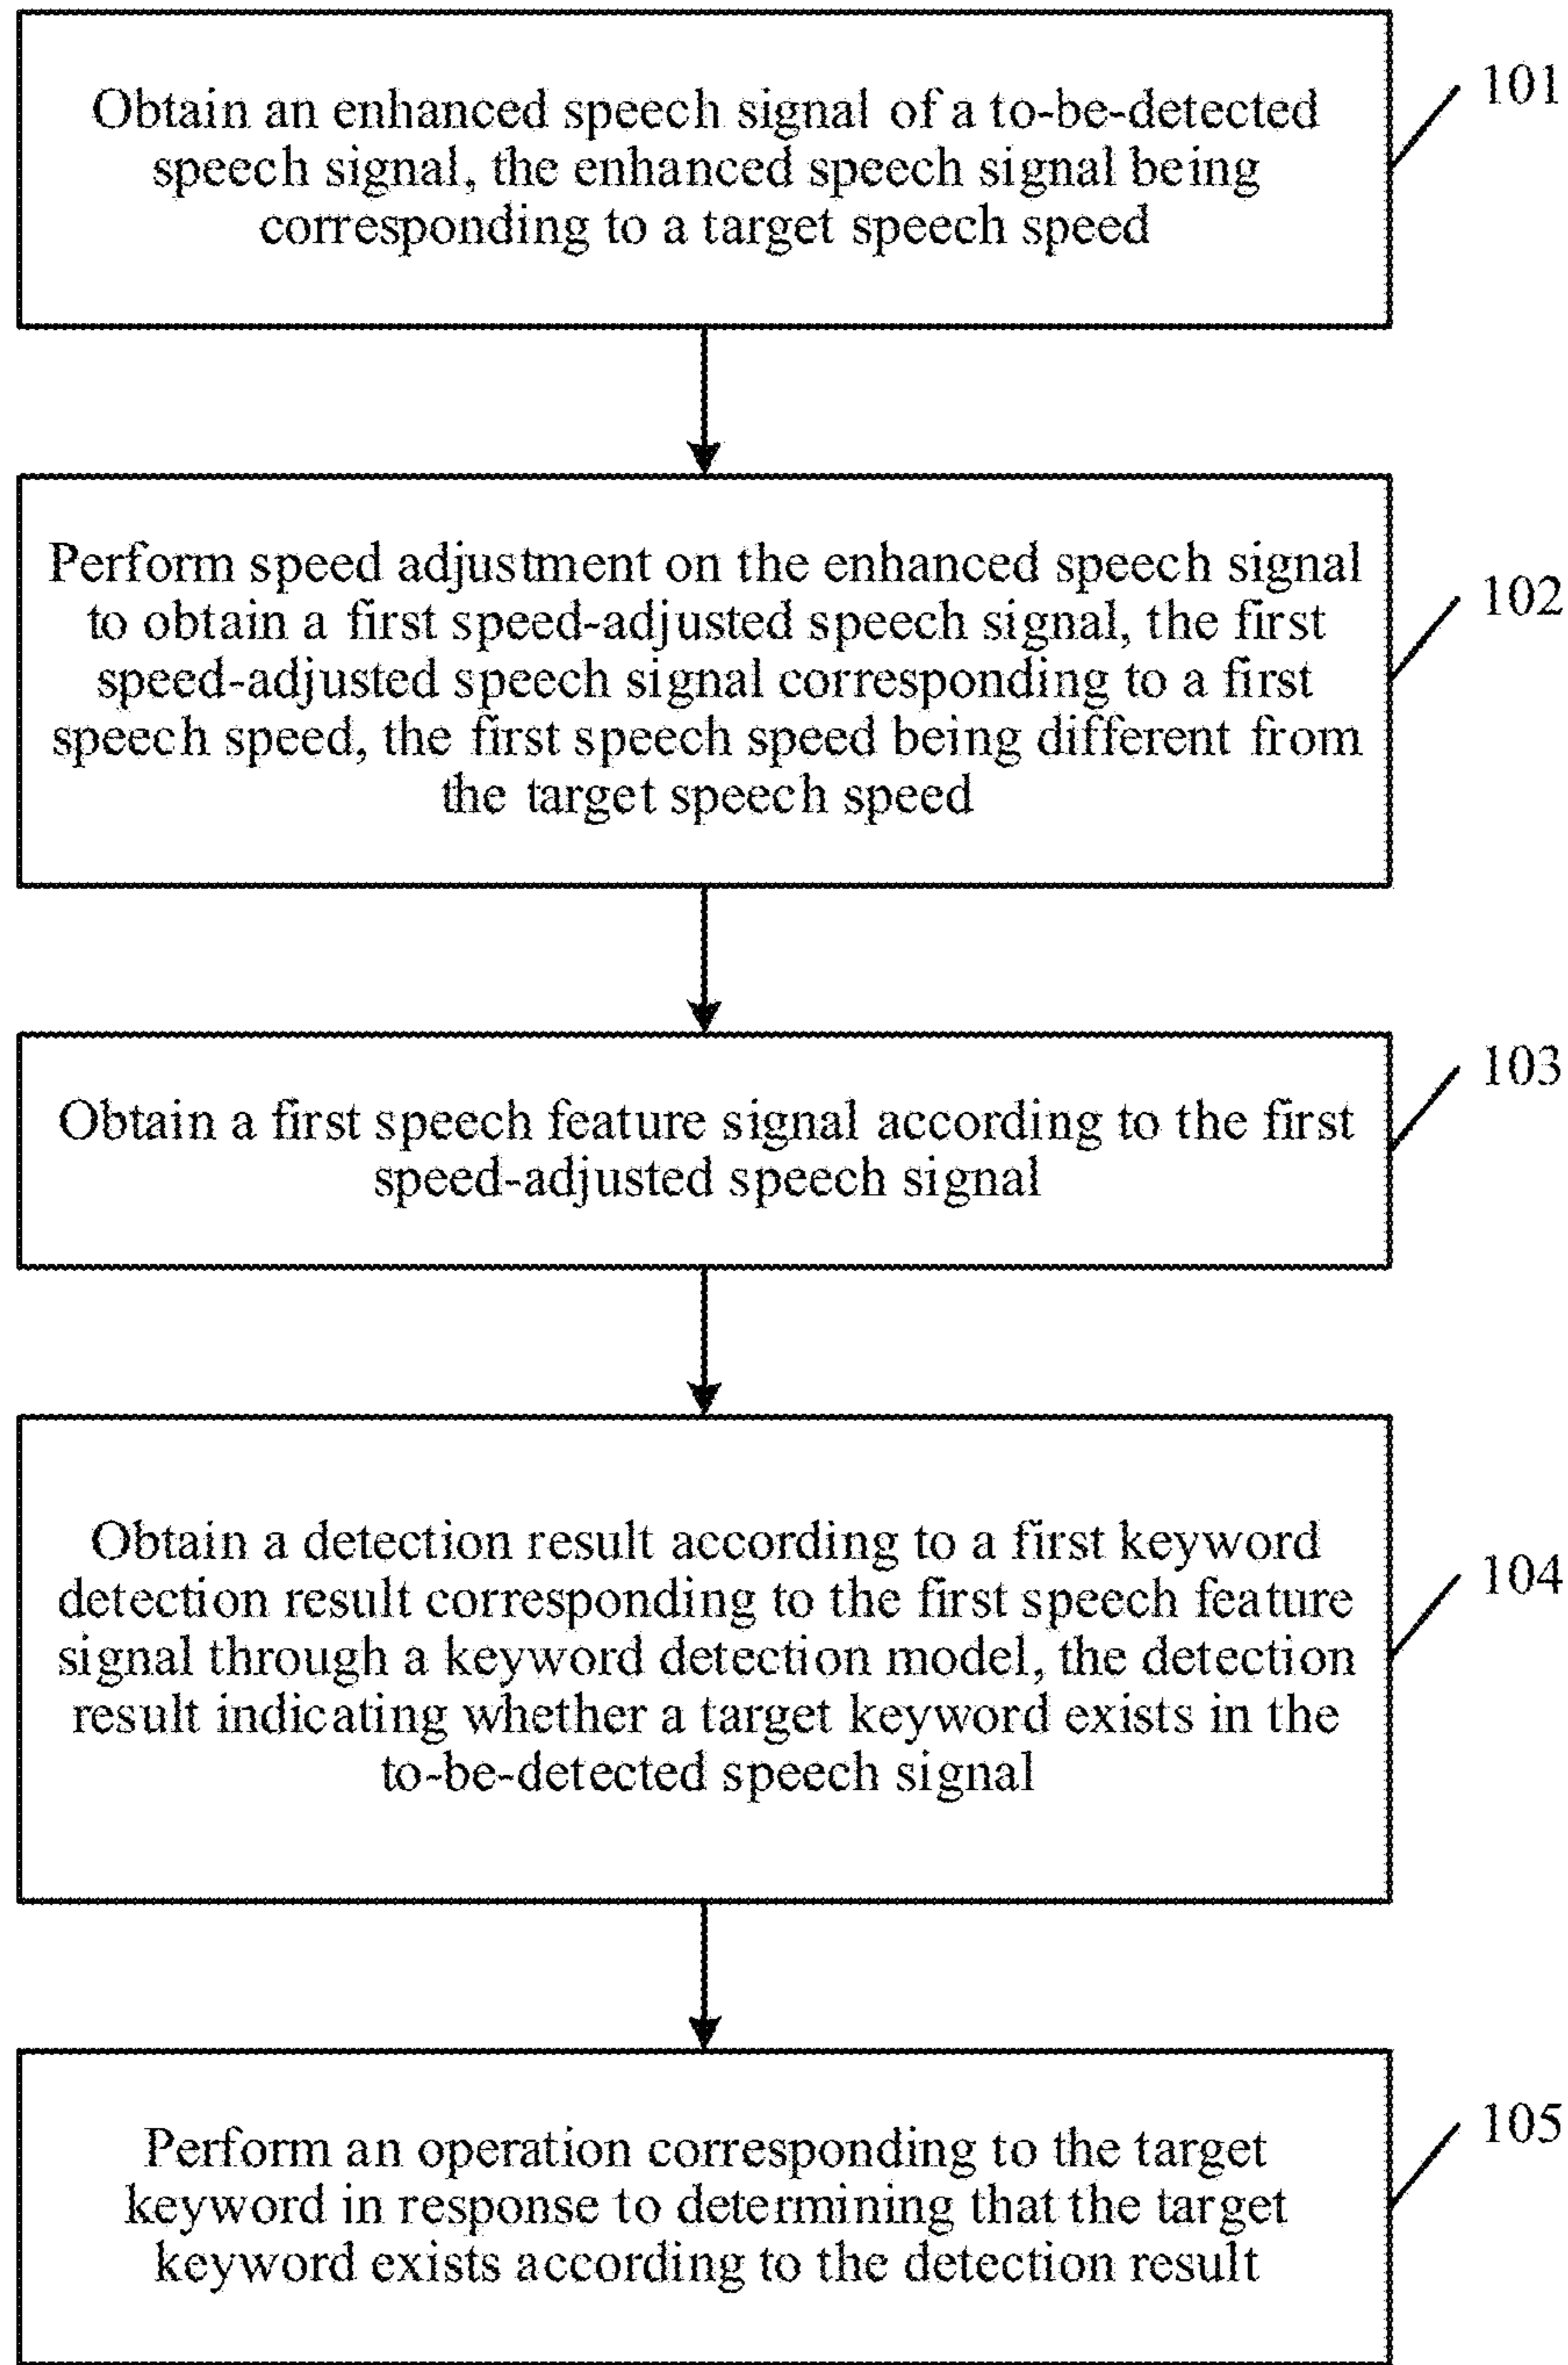 Obtain an enhanced speech signal of a to-be-detected
speech signal, the enhanced speech signal being
corresponding to a target speech speed
101
Perform speed adjustment on the enhanced speech signal
to obtain a first speed-adjusted speech signal, the first
speed-adjusted speech signal corresponding to a first
speech speed, the first speech speed being different from
the target speech speed
102
Obtain a first speech feature signal according to the first
speed-adjusted speech signal
103
Obtain a detection result according to a first keyword
detection result corresponding to the first speech feature
signal through a keyword detection model, the detection
result indicating whether a target keyword exists in the
to-be-detected speech signal
104
Perform an operation corresponding to the target
keyword in response to determining that the target
keyword exists according to the detection result
105